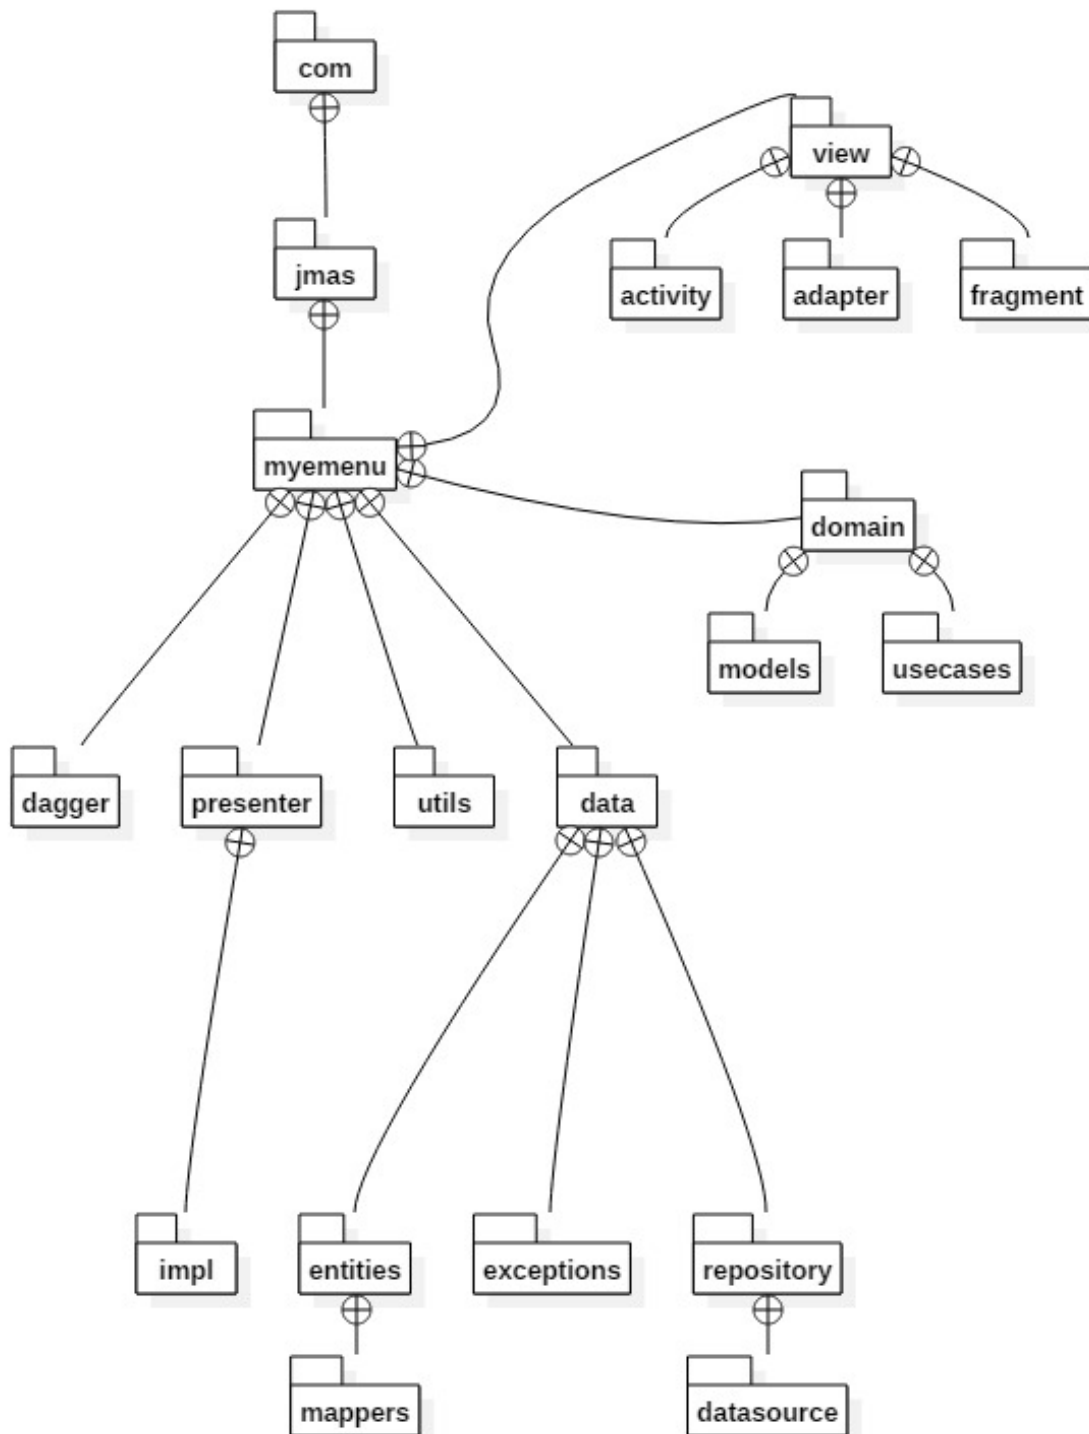 com
view
jmas
activity
adapter
fragment
myemenu
domain
models
usecases
dagger
presenter
utils
data
impl
entities
exceptions
repository
mappers
datasource